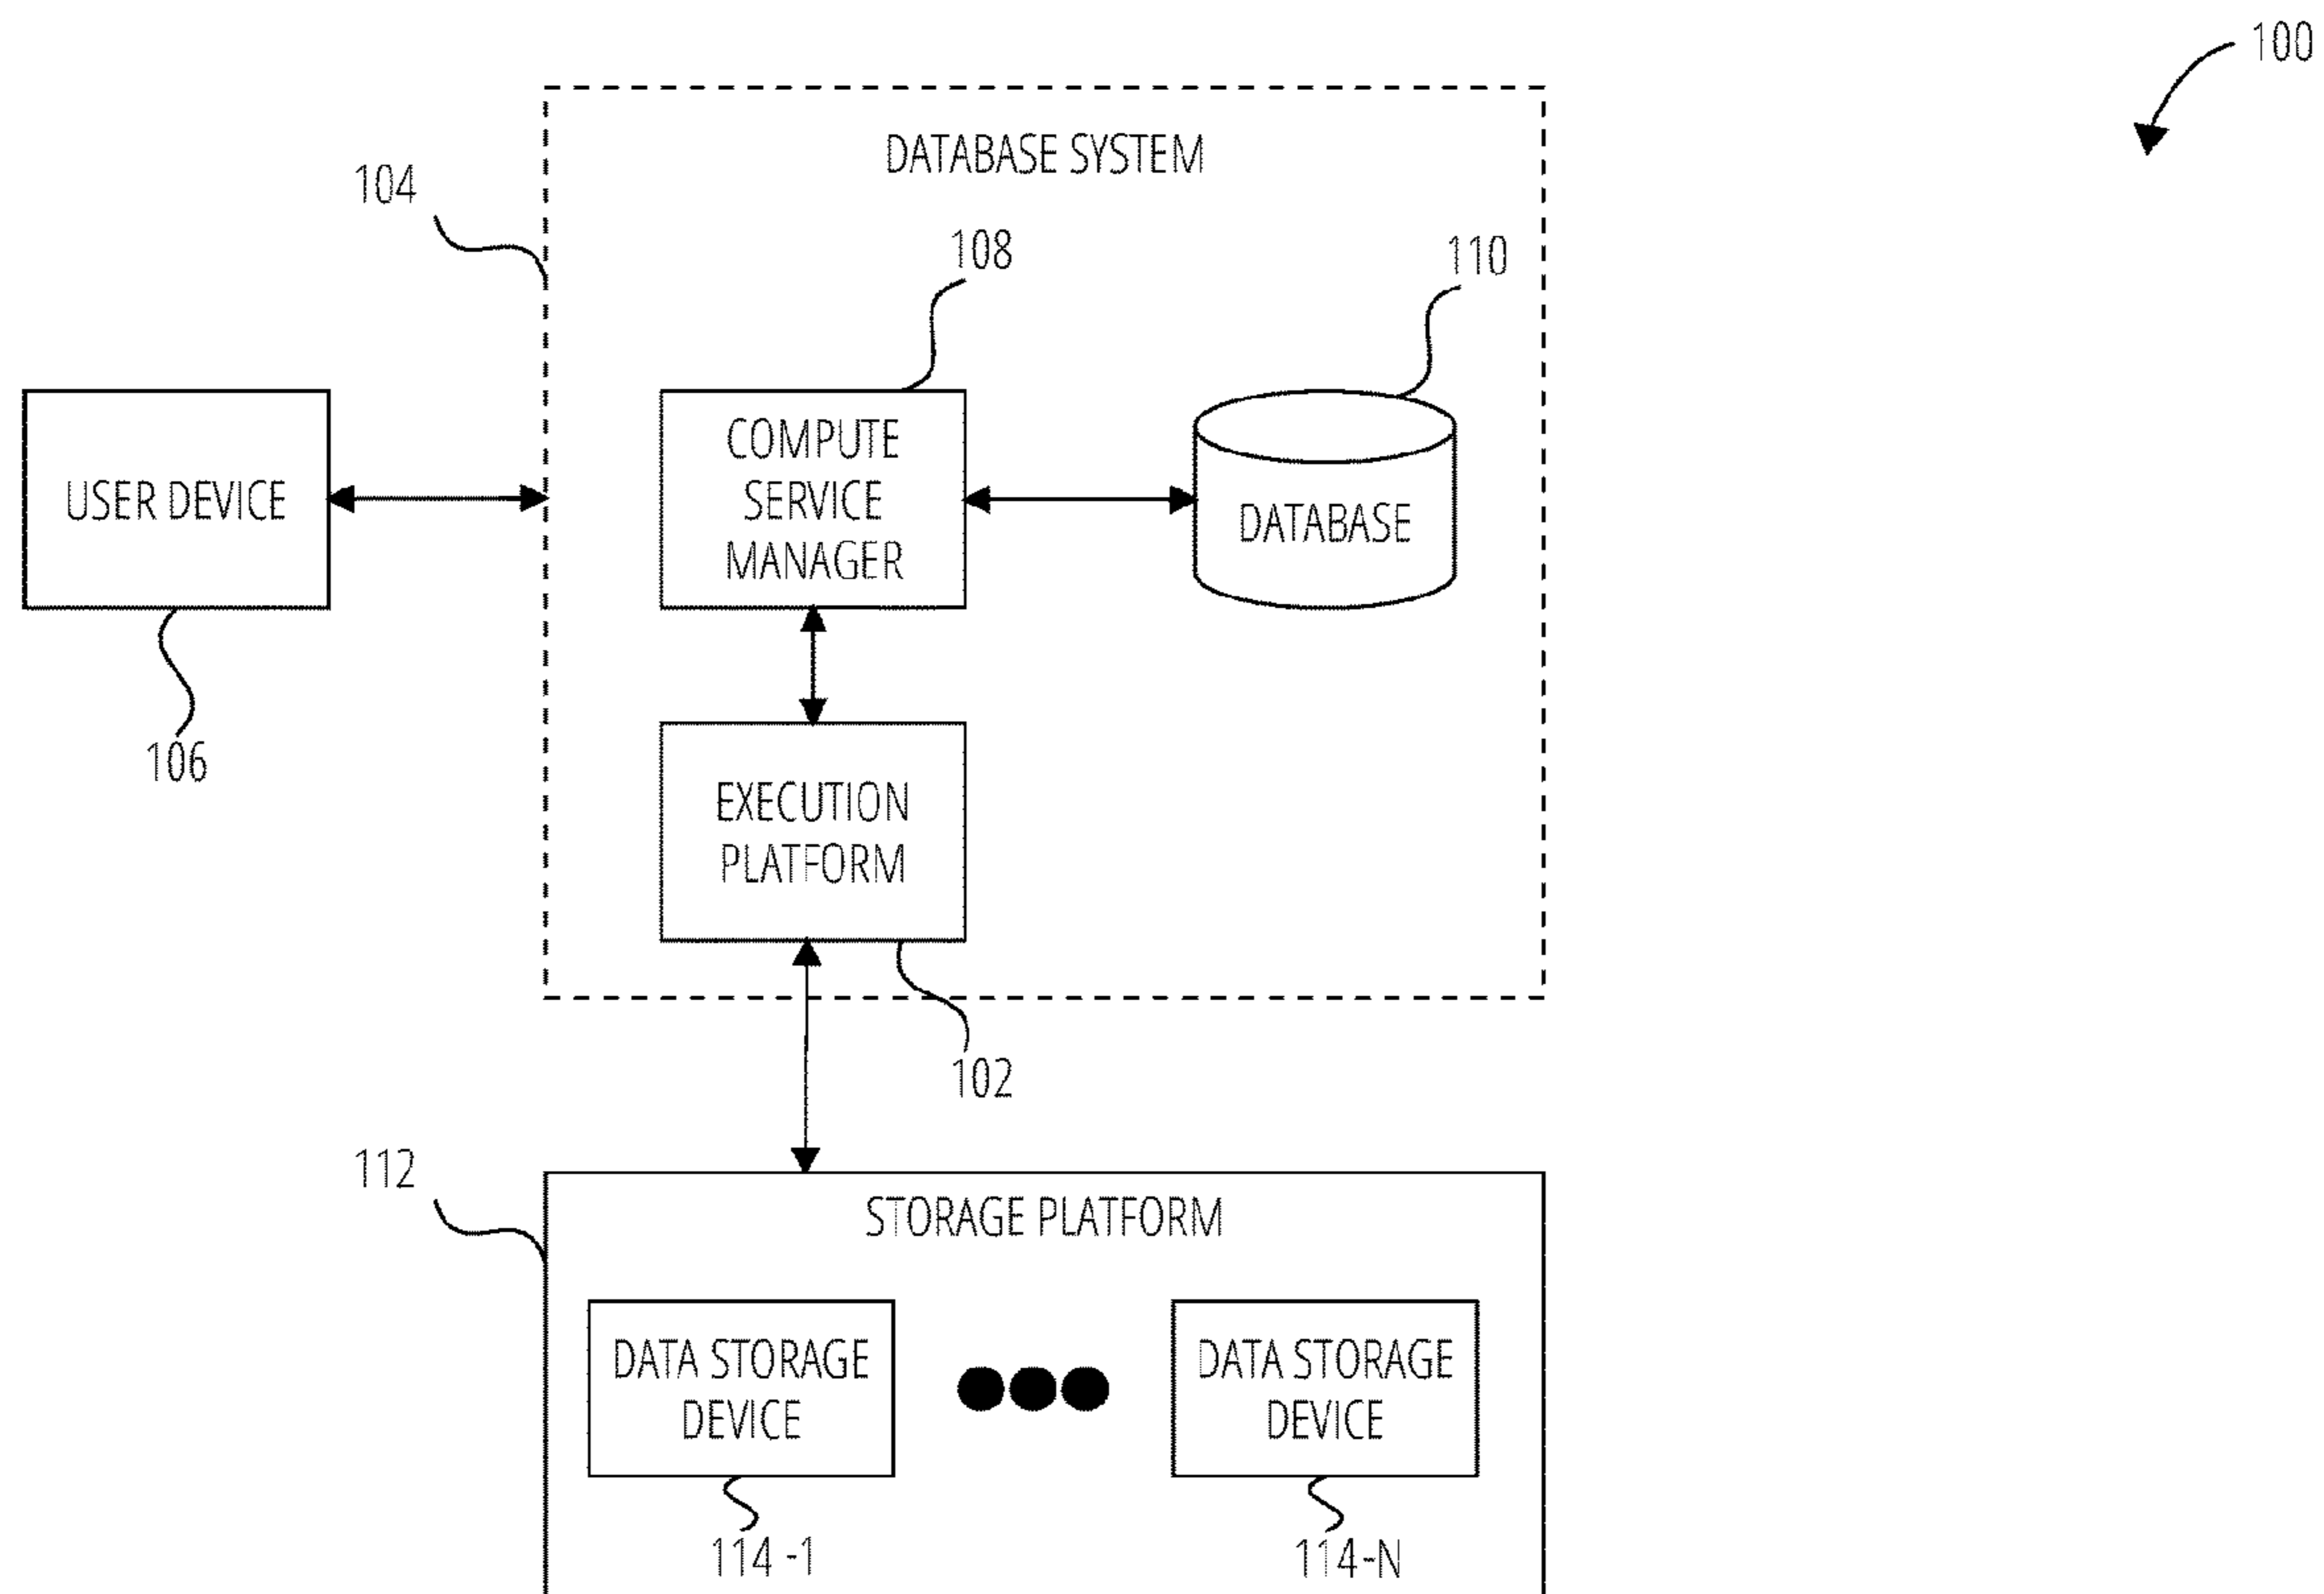 100
DATABASE SYSTEM
104
108
110
USER DEVICE
COMPUTE
SERVICE
MANAGER
DATABASE
106
EXECUTION
PLATFORM
102
112
STORAGE PLATFORM
DATA STORAGE
DEVICE
DATA STORAGE
DEVICE
114-1
114-N